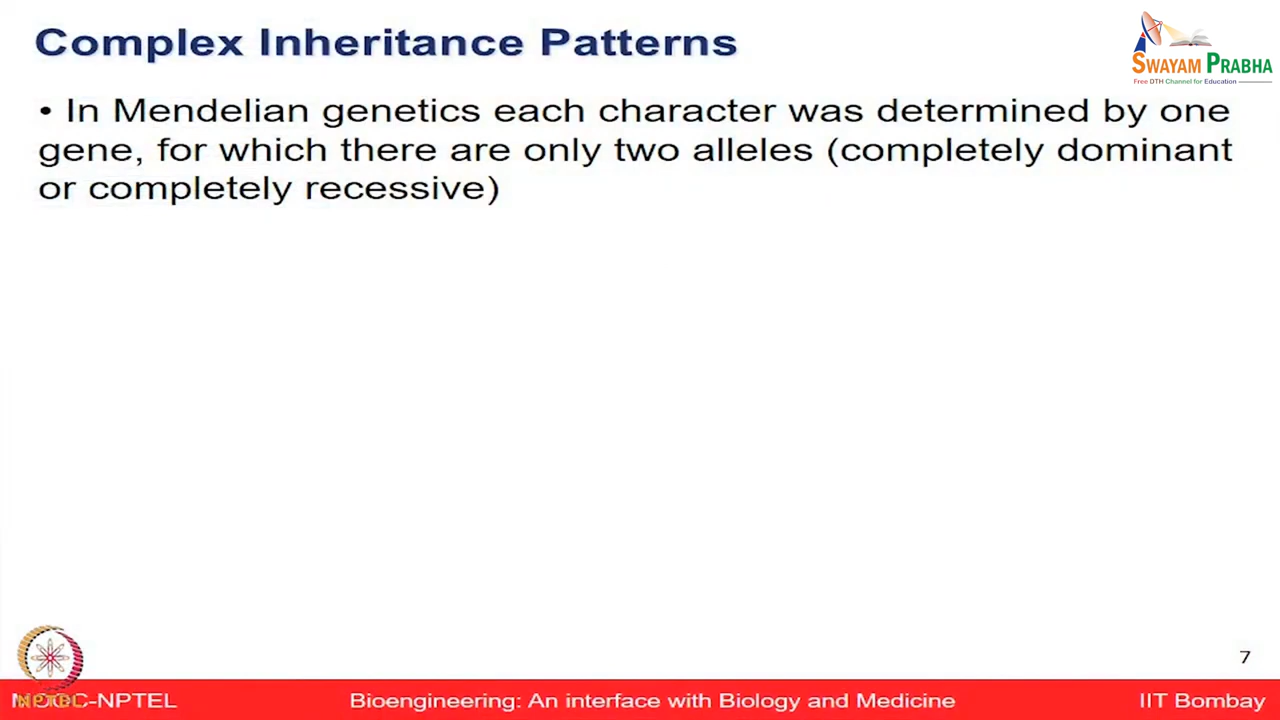 Complex Inheritance Patterns
SWAYAM PRABHA
Free DTH Channel for Education
• In Mendelian genetics each character was determined by one
gene, for which there are only two alleles (completely dominant
or completely recessive)
7
NPTEL
MOOC-NPTEL
Bioengineering: An interface with Biology and Medicine
IIT Bombay